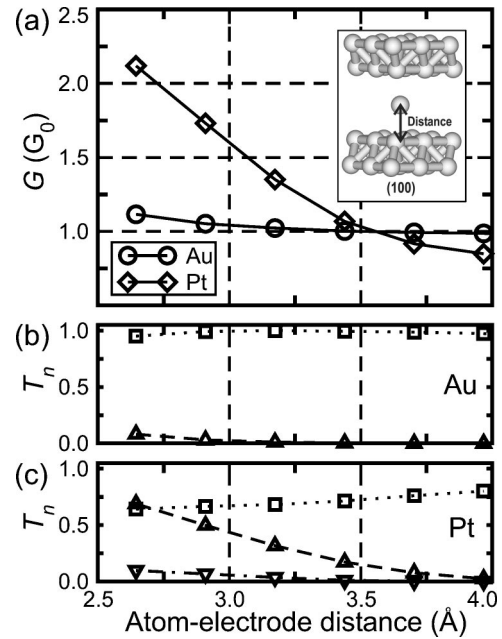 (a)
2.5
2.0
1.5
1.0
G (G0)
Distance
(100)
Au
Pt
(b)
1.0
0.5
0.0
Tn
Au
(c)
1.0
0.5
0.0
Tn
Pt
2.5 3.0 3.5 4.0
Atom-electrode distance (Å)